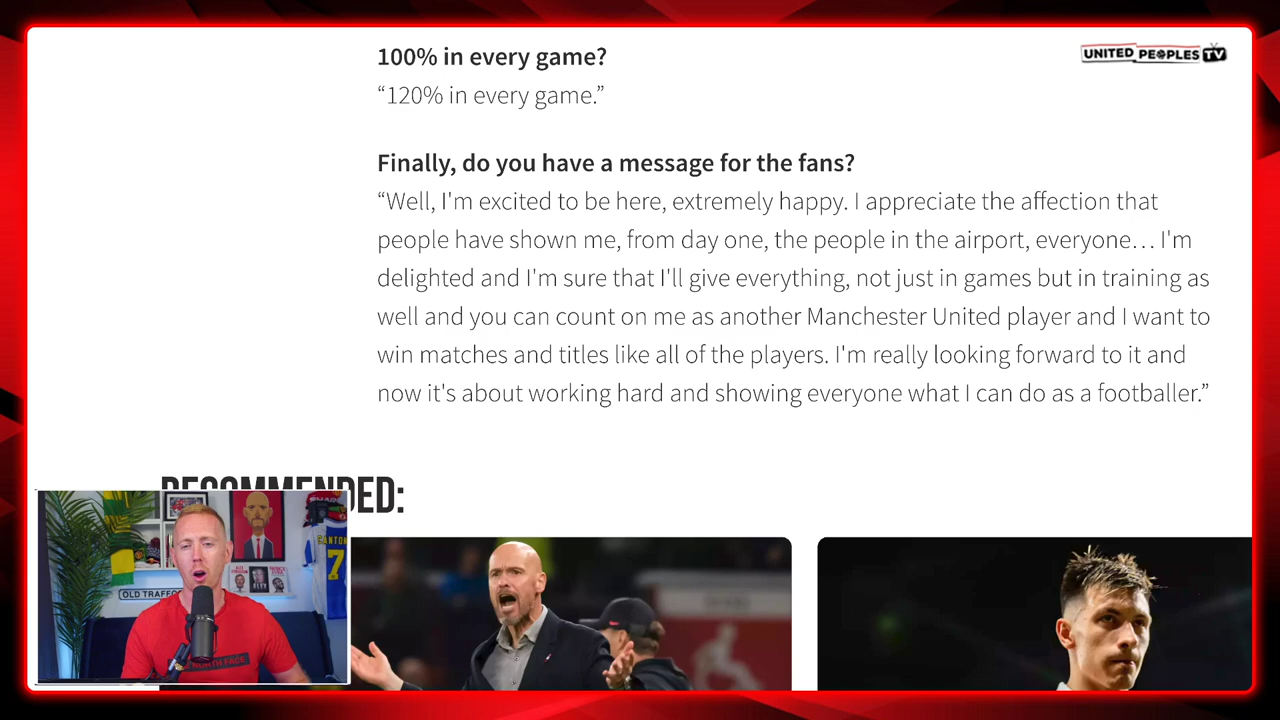 100% in every game?
UNITED PEOPLES TV
“120% in every game.”
Finally, do you have a message for the fans?
“Well, I'm excited to be here, extremely happy. I appreciate the affection that
people have shown me, from day one, the people in the airport, everyone… I'm
delighted and I'm sure that I'll give everything, not just in games but in training as
well and you can count on me as another Manchester United player and I want to
win matches and titles like all of the players. I'm really looking forward to it and
now it's about working hard and showing everyone what I can do as a footballer.”
RECOMMENDED:
CANTONA
7
OLD TRAFFORD
NORTH FACE